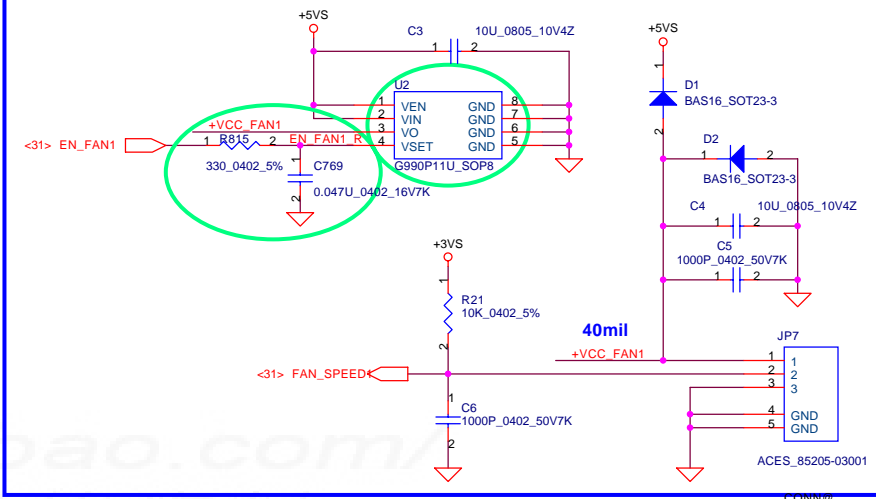 +5VS
C3
10U_0805_10V4Z
1 2
U2
1 VEN GND 8
2 VIN GND 7
3 VO GND 6
4 VSET GND 5
G990P11U_SOP8
+VCC_FAN1
<31> EN_FAN1
1 R815 2
EN_FAN1_R
330_0402_5%
1
C769
0.047U_0402_16V7K
2
+5VS
1
D1
BAS16_SOT23-3
2
D2
1 2
BAS16_SOT23-3
C4
10U_0805_10V4Z
1 2
C5
1000P_0402_50V7K
1 2
+3VS
1
R21
10K_0402_5%
2
40mil
+VCC_FAN1
<31> FAN_SPEED1
1
C6
1000P_0402_50V7K
2
JP7
1 1
2 2
3 3
4 GND
5 GND
ACES_85205-03001
bao.com/